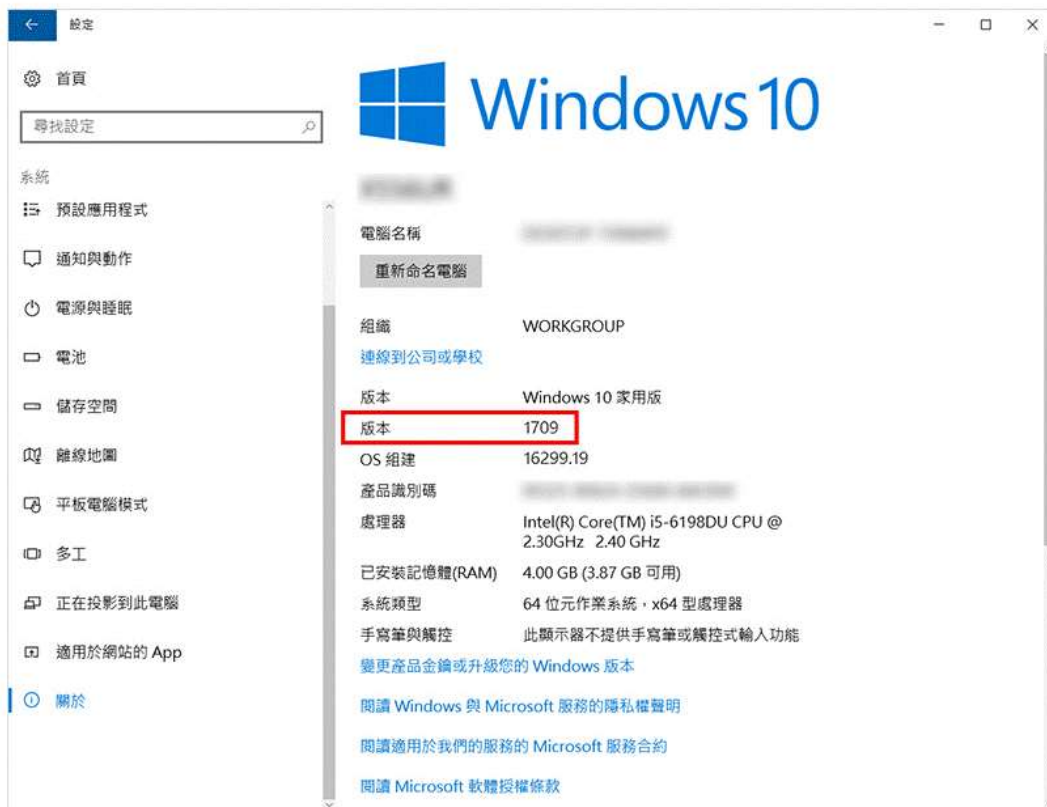 設定
首頁
尋找設定
系統
預設應用程式
通知與動作
電源與睡眠
電池
儲存空間
離線地圖
平板電腦模式
多工
正在投影到此電腦
適用於網站的 App
關於
Windows 10
電腦名稱
重新命名電腦
組織 WORKGROUP
連線到公司或學校
版本 Windows 10 家用版
版本 1709
OS 組建 16299.19
產品識別碼
處理器 Intel(R) Core(TM) i5-6198DU CPU @
2.30GHz 2.40 GHz
已安裝記憶體(RAM) 4.00 GB (3.87 GB 可用)
系統類型 64 位元作業系統，x64 型處理器
手寫筆與觸控 此顯示器不提供手寫筆或觸控式輸入功能
變更產品金鑰或升級您的 Windows 版本
閱讀 Windows 與 Microsoft 服務的隱私權聲明
閱讀適用於我們的服務的 Microsoft 服務合約
閱讀 Microsoft 軟體授權條款